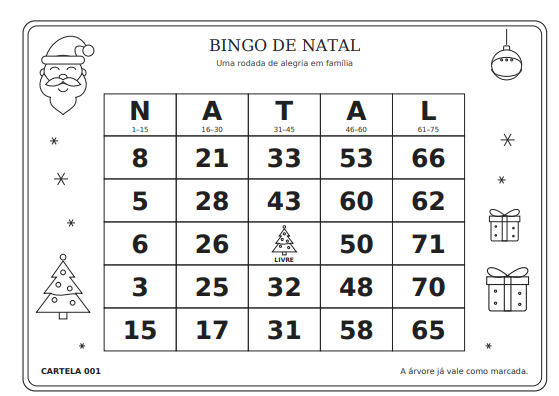 BINGO DE NATAL
Uma rodada de alegria em família
N A T A L
1–15 16–30 31–45 46–60 61–75
8 21 33 53 66
5 28 43 60 62
6 26 LIVRE 50 71
3 25 32 48 70
15 17 31 58 65
CARTELA 001 A árvore já vale como marcada.